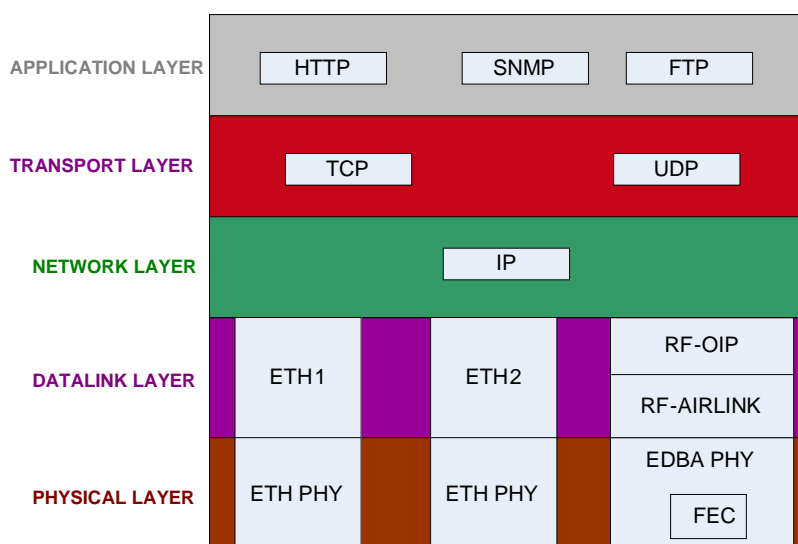 APPLICATION LAYER
HTTP
SNMP
FTP
TRANSPORT LAYER
TCP
UDP
NETWORK LAYER
IP
DATALINK LAYER
ETH1
ETH2
RF-OIP
RF-AIRLINK
PHYSICAL LAYER
ETH PHY
ETH PHY
EDBA PHY
FEC